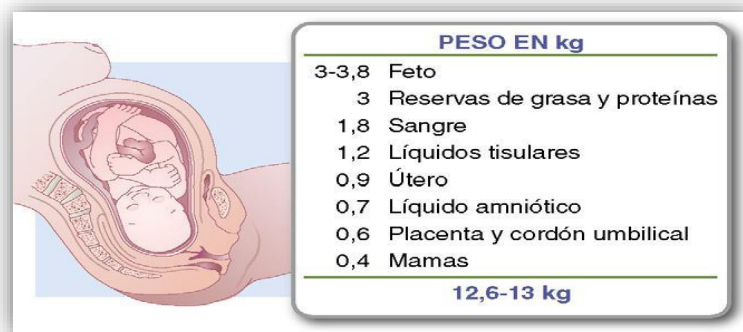 PESO EN kg
3-3,8 Feto
3 Reservas de grasa y proteínas
1,8 Sangre
1,2 Líquidos tisulares
0,9 Útero
0,7 Líquido amniótico
0,6 Placenta y cordón umbilical
0,4 Mamas
12,6-13 kg